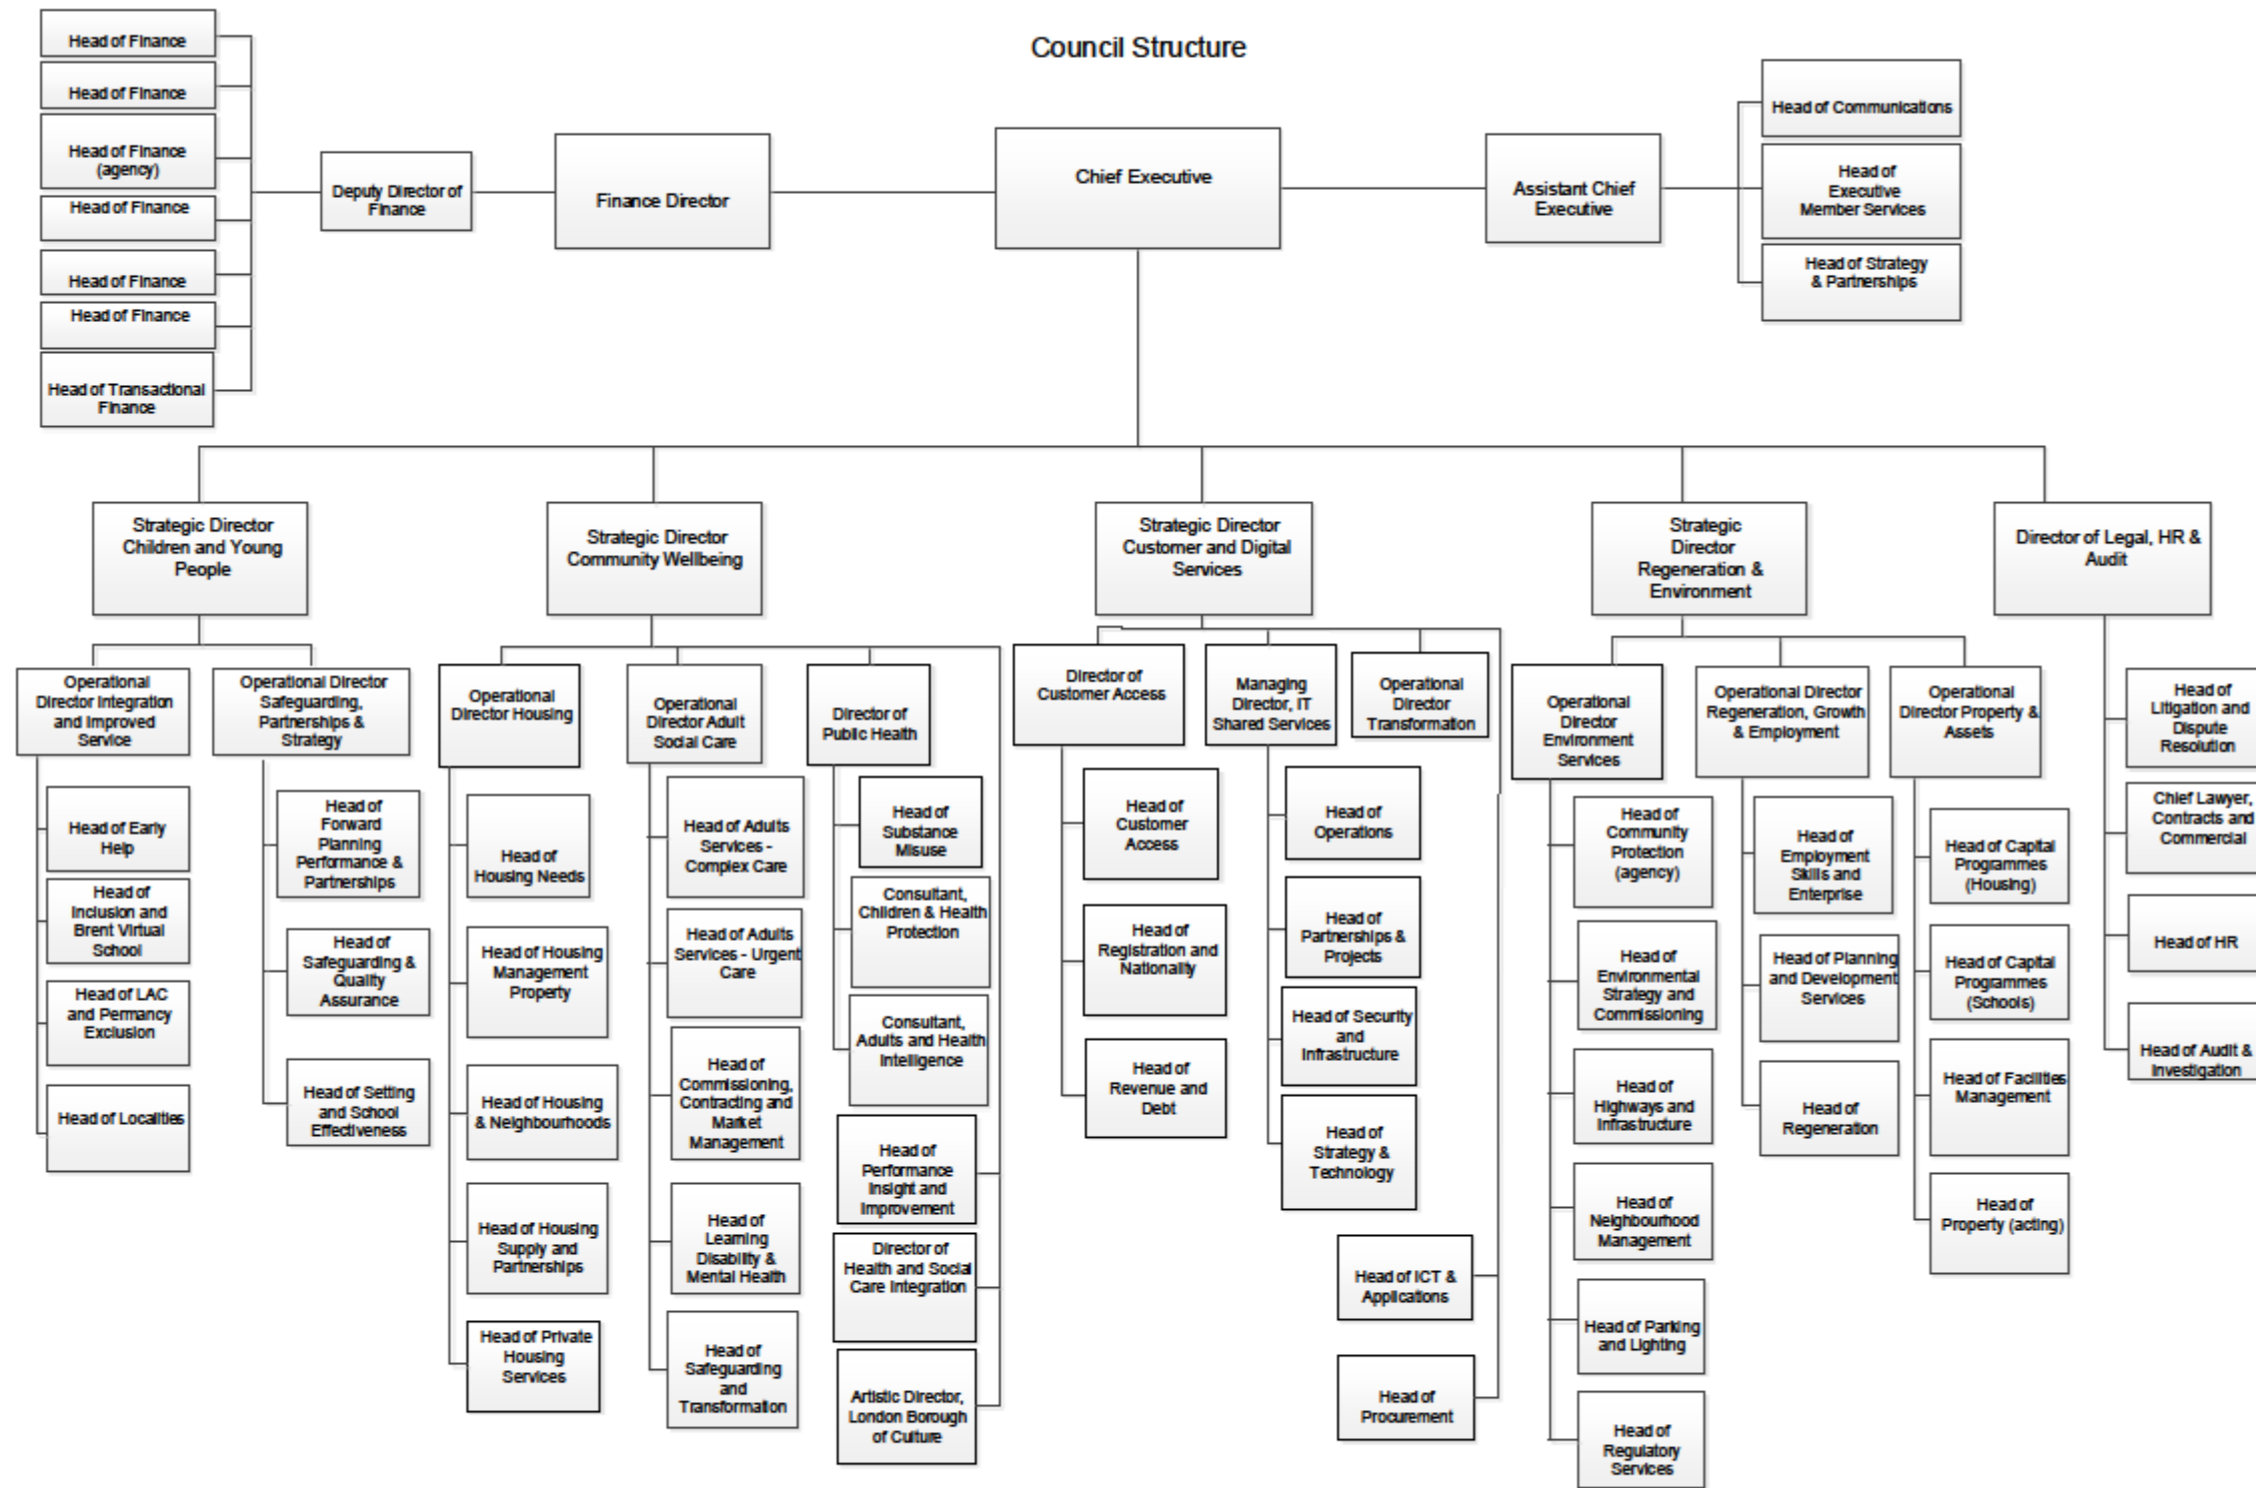 Council Structure
Head of Finance
Head of Finance
Head of Finance
(agency)
Head of Finance
Head of Finance
Head of Finance
Head of Transactional
Finance
Deputy Director of
Finance
Finance Director
Chief Executive
Assistant Chief
Executive
Head of Communications
Head of
Executive
Member Services
Head of Strategy
& Partnerships
Strategic Director
Children and Young
People
Strategic Director
Community Wellbeing
Strategic Director
Customer and Digital
Services
Strategic
Director
Regeneration &
Environment
Director of Legal, HR &
Audit
Operational
Director Integration
and Improved
Service
Head of Early
Help
Head of
Inclusion and
Brent Virtual
School
Head of LAC
and Permancy
Exclusion
Head of Localities
Operational Director
Safeguarding,
Partnerships &
Strategy
Head of
Forward
Planning
Performance &
Partnerships
Head of
Safeguarding &
Quality
Assurance
Head of Setting
and School
Effectiveness
Operational
Director Housing
Head of
Housing Needs
Head of Housing
Management
Property
Head of Housing
& Neighbourhoods
Head of Housing
Supply and
Partnerships
Head of Private
Housing
Services
Operational
Director Adult
Social Care
Head of Adults
Services -
Complex Care
Head of Adults
Services - Urgent
Care
Head of
Commissioning,
Contracting and
Market
Management
Head of
Learning
Disability &
Mental Health
Head of
Safeguarding
and
Transformation
Director of
Public Health
Head of
Substance
Misuse
Consultant,
Children & Health
Protection
Consultant,
Adults and Health
Intelligence
Head of
Performance
Insight and
Improvement
Director of
Health and Social
Care Integration
Artistic Director,
London Borough
of Culture
Director of
Customer Access
Head of
Customer
Access
Head of
Registration and
Nationality
Head of
Revenue and
Debt
Managing
Director, IT
Shared Services
Head of
Operations
Head of
Partnerships &
Projects
Head of Security
and
Infrastructure
Head of
Strategy &
Technology
Operational
Director
Transformation
Head of ICT &
Applications
Head of
Procurement
Operational
Director
Environment
Services
Head of
Community
Protection
(agency)
Head of
Environmental
Strategy and
Commissioning
Head of
Highways and
Infrastructure
Head of
Neighbourhood
Management
Head of Parking
and Lighting
Head of
Regulatory
Services
Operational Director
Regeneration, Growth
& Employment
Head of
Employment
Skills and
Enterprise
Head of Planning
and Development
Services
Head of
Regeneration
Operational
Director Property &
Assets
Head of Capital
Programmes
(Housing)
Head of Capital
Programmes
(Schools)
Head of Facilities
Management
Head of
Property (acting)
Head of
Litigation and
Dispute
Resolution
Chief Lawyer,
Contracts and
Commercial
Head of HR
Head of Audit &
Investigation